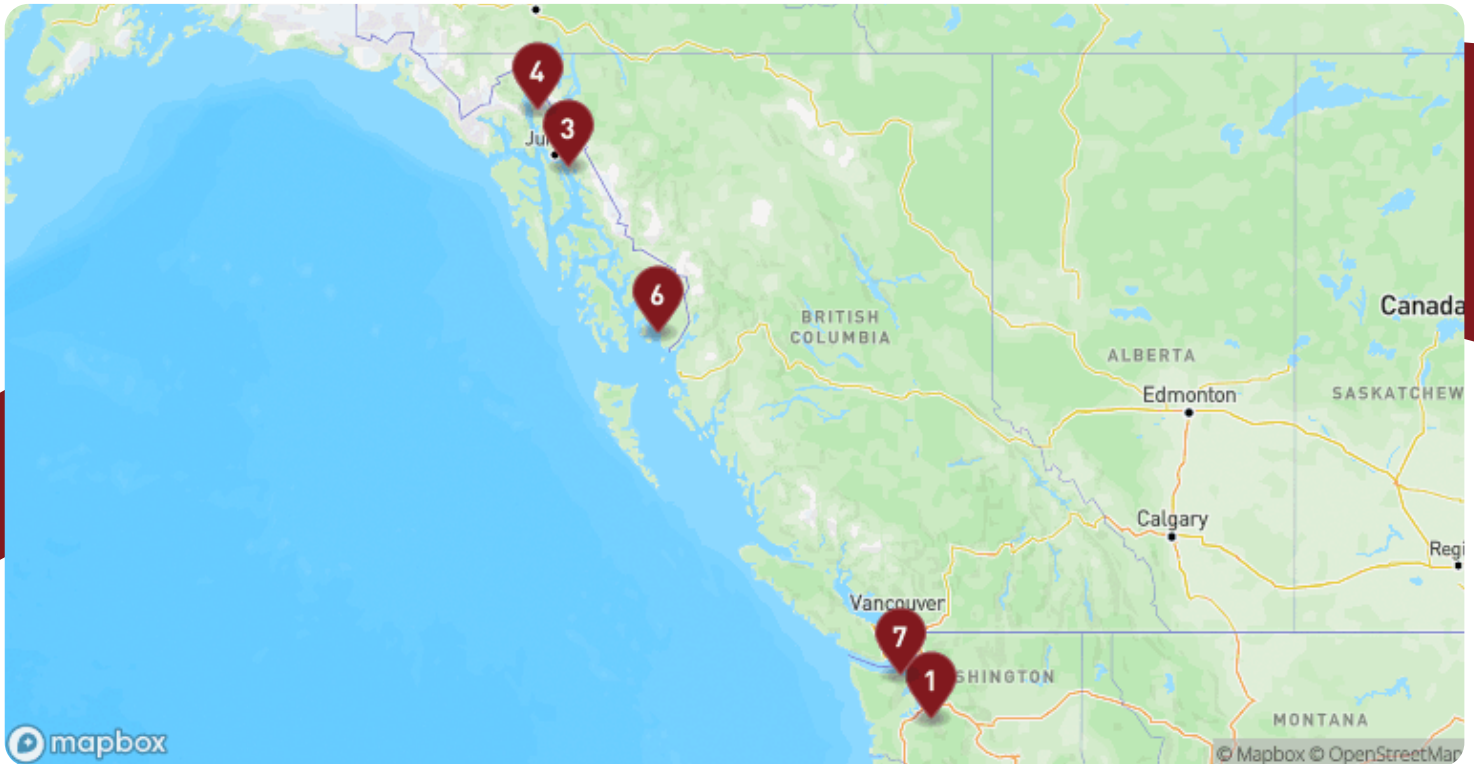 4
3
Ju
6
BRITISH
COLUMBIA
Canada
ALBERTA
Edmonton
SASKATCHEW
Calgary
Regi
Vancouver
7
1
SHINGTON
MONTANA
mapbox
© Mapbox © OpenStreetMap